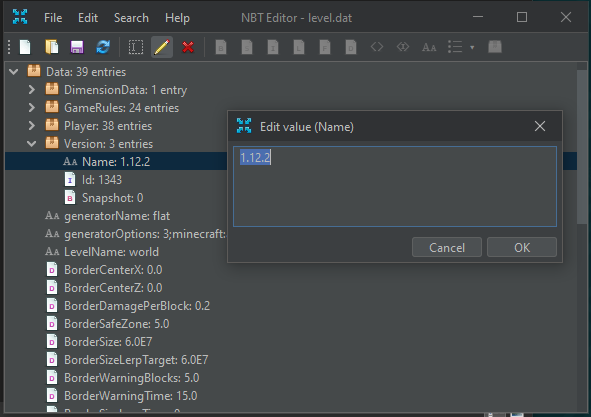 File Edit Search Help NBT Editor - level.dat
Data: 39 entries
DimensionData: 1 entry
GameRules: 24 entries
Player: 38 entries
Version: 3 entries
Name: 1.12.2
Id: 1343
Snapshot: 0
generatorName: flat
generatorOptions: 3;minecraft:
LevelName: world
BorderCenterX: 0.0
BorderCenterZ: 0.0
BorderDamagePerBlock: 0.2
BorderSafeZone: 5.0
BorderSize: 6.0E7
BorderSizeLerpTarget: 6.0E7
BorderWarningBlocks: 5.0
BorderWarningTime: 15.0
Edit value (Name)
1.12.2
Cancel OK